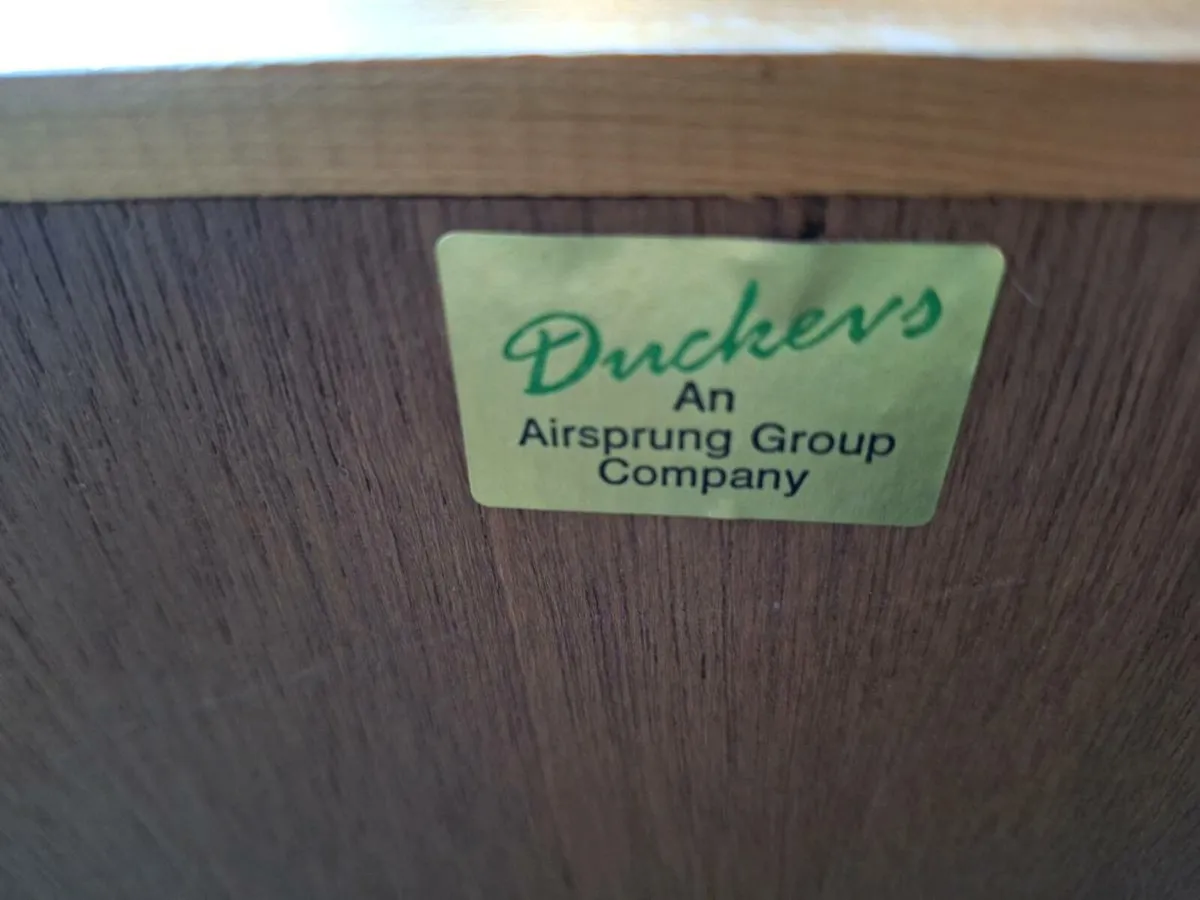 Duckers
An
Airsprung Group
Company